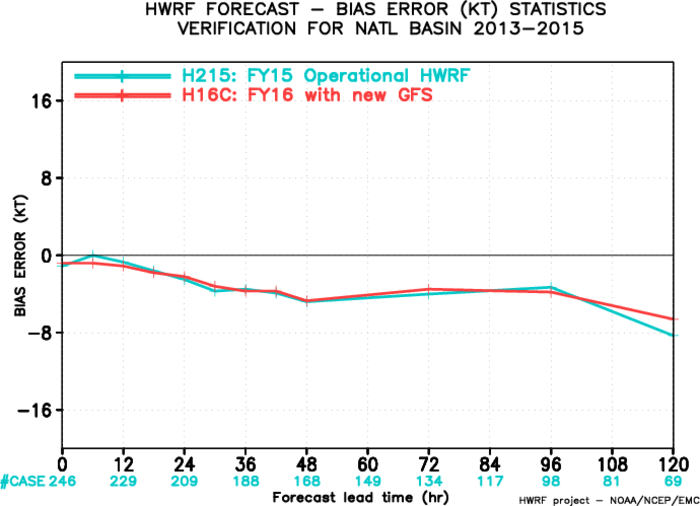 HWRF FORECAST – BIAS ERROR (KT) STATISTICS
VERIFICATION FOR NATL BASIN 2013–2015
H215: FY15 Operational HWRF
H16C: FY16 with new GFS
16
8
0
–8
–16
BIAS ERROR (KT)
0 12 24 36 48 60 72 84 96 108 120
#CASE 246 229 209 188 168 149 134 117 98 81 69
Forecast lead time (hr)
HWRF project – NOAA/NCEP/EMC